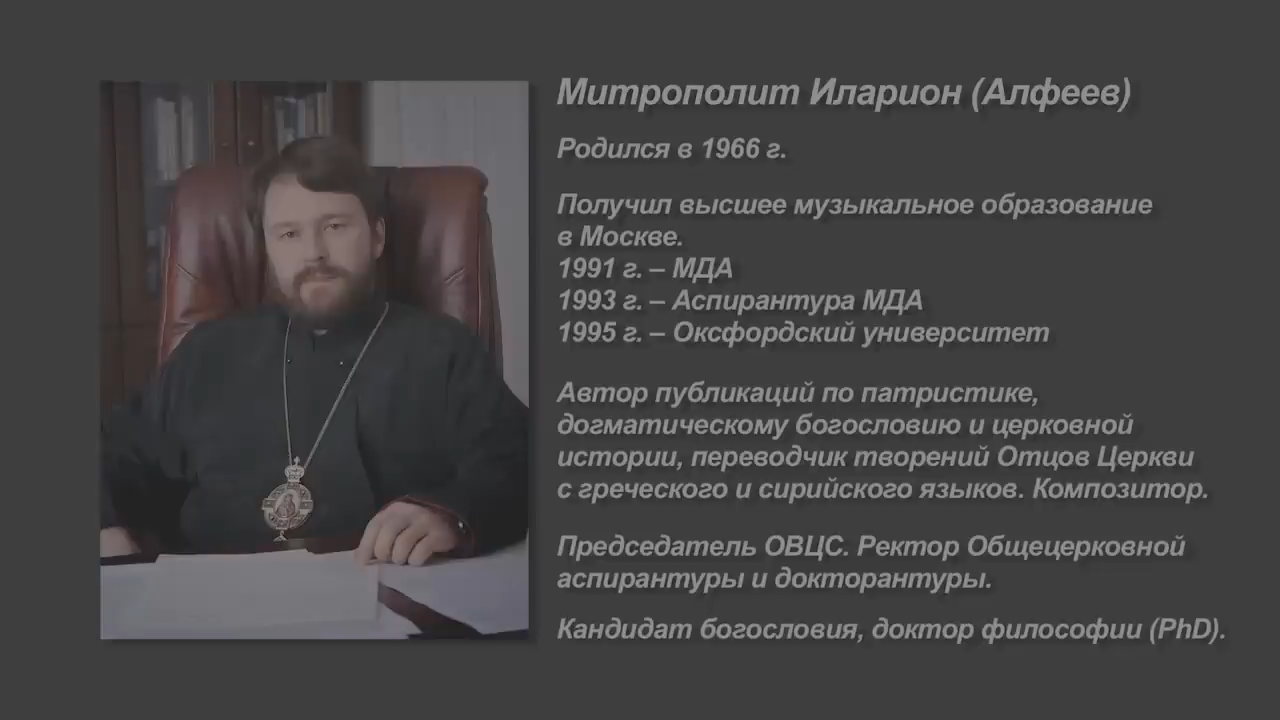 Митрополит Иларион (Алфеев)
Родился в 1966 г.
Получил высшее музыкальное образование
в Москве.
1991 г. – МДА
1993 г. – Аспирантура МДА
1995 г. – Оксфордский университет
Автор публикаций по патристике,
догматическому богословию и церковной
истории, переводчик творений Отцов Церкви
с греческого и сирийского языков. Композитор.
Председатель ОВЦС. Ректор Общецерковной
аспирантуры и докторантуры.
Кандидат богословия, доктор философии (PhD).